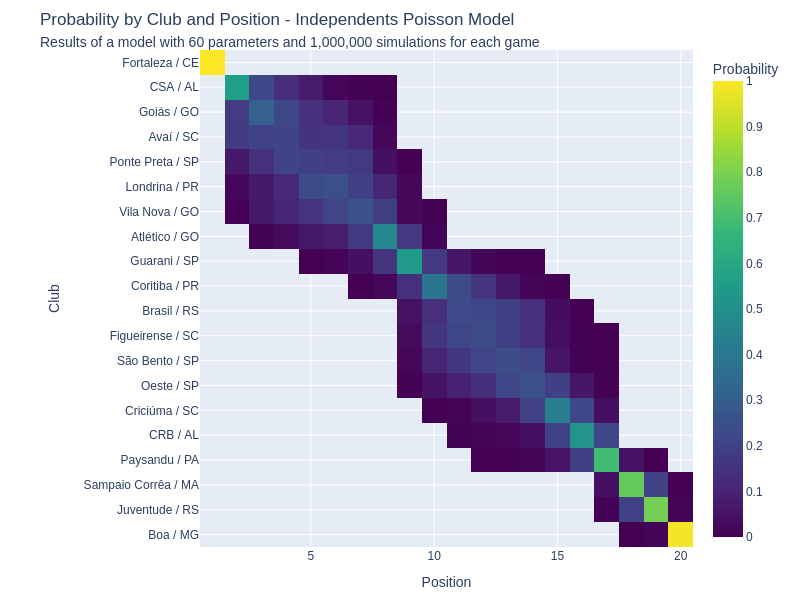 Probability by Club and Position - Independents Poisson Model
Results of a model with 60 parameters and 1,000,000 simulations for each game
Probability
1
0.9
0.8
0.7
0.6
0.5
0.4
0.3
0.2
0.1
0
Club
Fortaleza / CE
CSA / AL
Goiás / GO
Avaí / SC
Ponte Preta / SP
Londrina / PR
Vila Nova / GO
Atlético / GO
Guarani / SP
Coritiba / PR
Brasil / RS
Figueirense / SC
São Bento / SP
Oeste / SP
Criciúma / SC
CRB / AL
Paysandu / PA
Sampaio Corrêa / MA
Juventude / RS
Boa / MG
5 10 15 20
Position